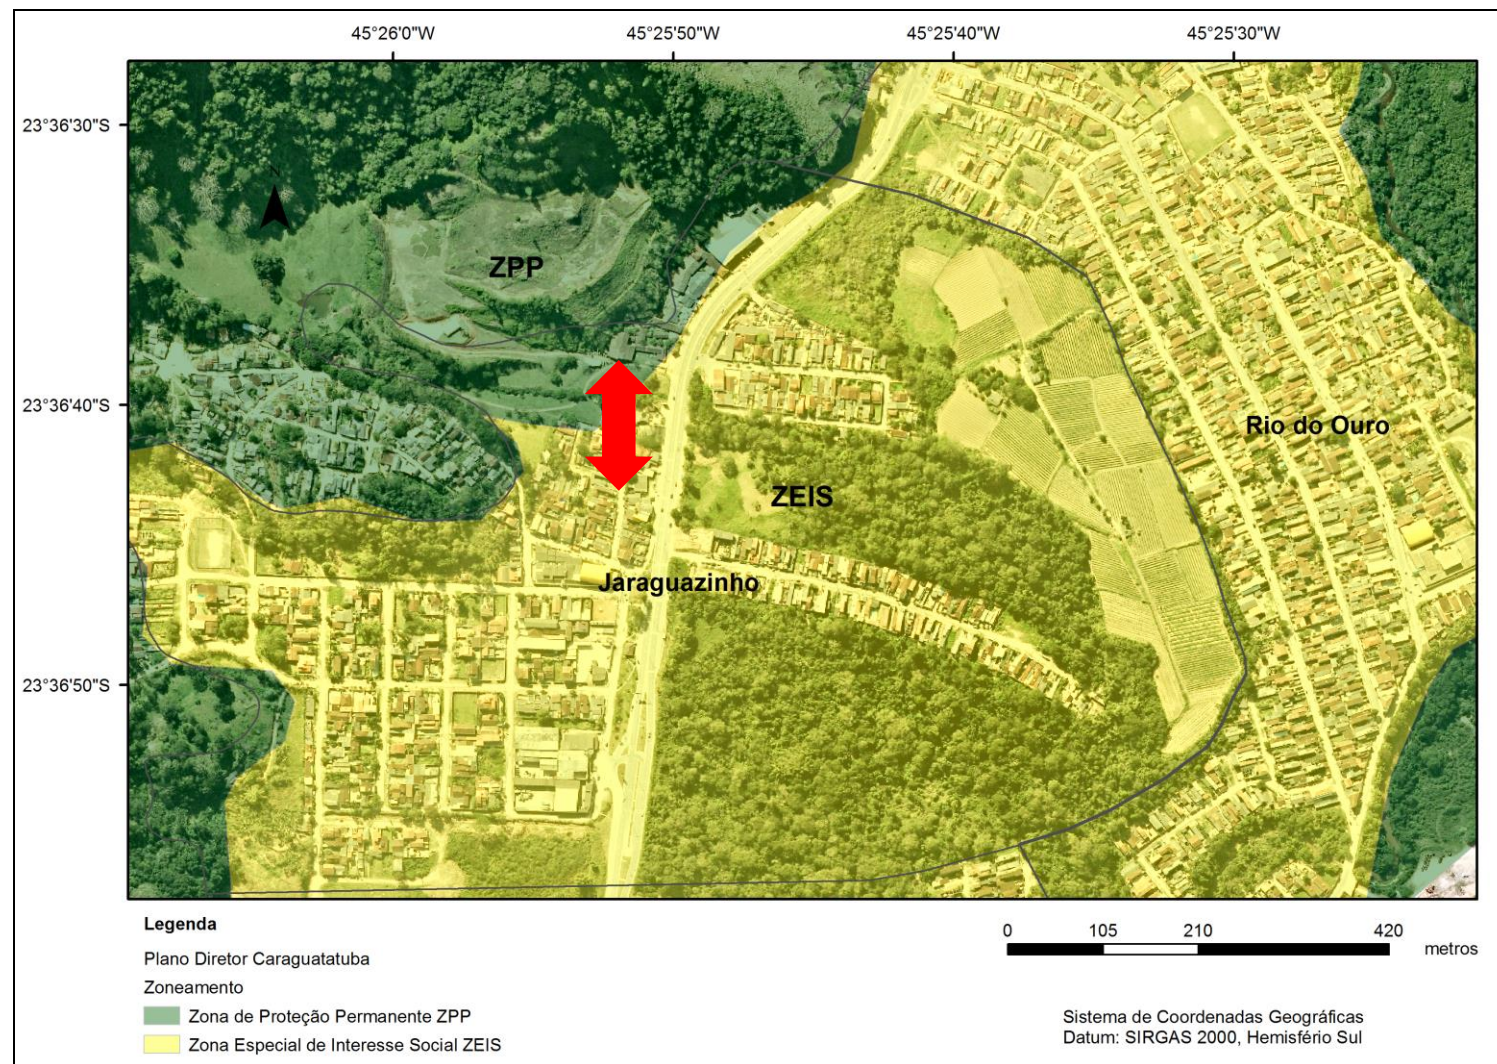 45°26'0"W 45°25'50"W 45°25'40"W 45°25'30"W
23°36'30"S
N
ZPP
23°36'40"S
Rio do Ouro
ZEIS
Jaraguazinho
23°36'50"S
Legenda
Plano Diretor Caraguatatuba
Zoneamento
Zona de Proteção Permanente ZPP
Zona Especial de Interesse Social ZEIS
0 105 210 420
metros
Sistema de Coordenadas Geográficas
Datum: SIRGAS 2000, Hemisfério Sul